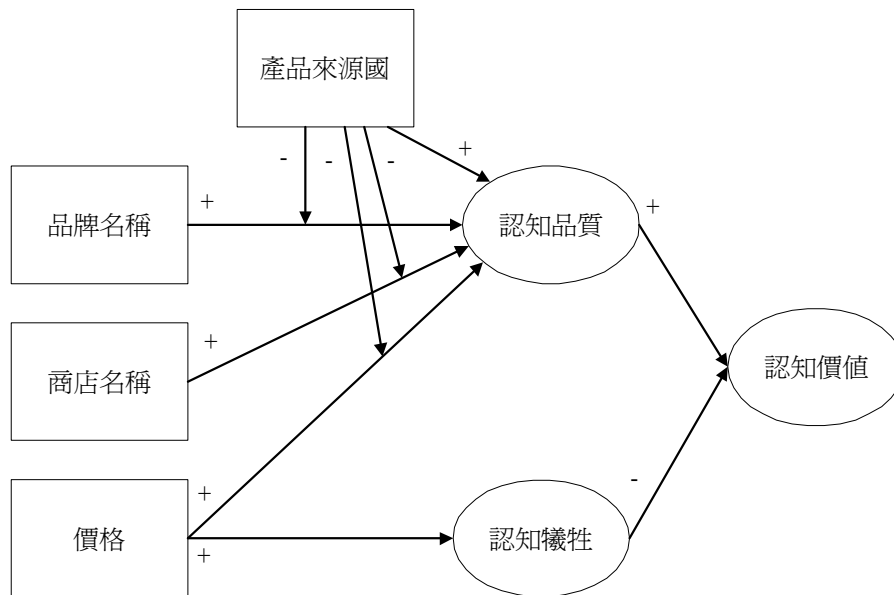 產品來源國
- - - +
品牌名稱
+
認知品質
+
商店名稱
+
認知價值
價格
+
+
認知犧牲
-